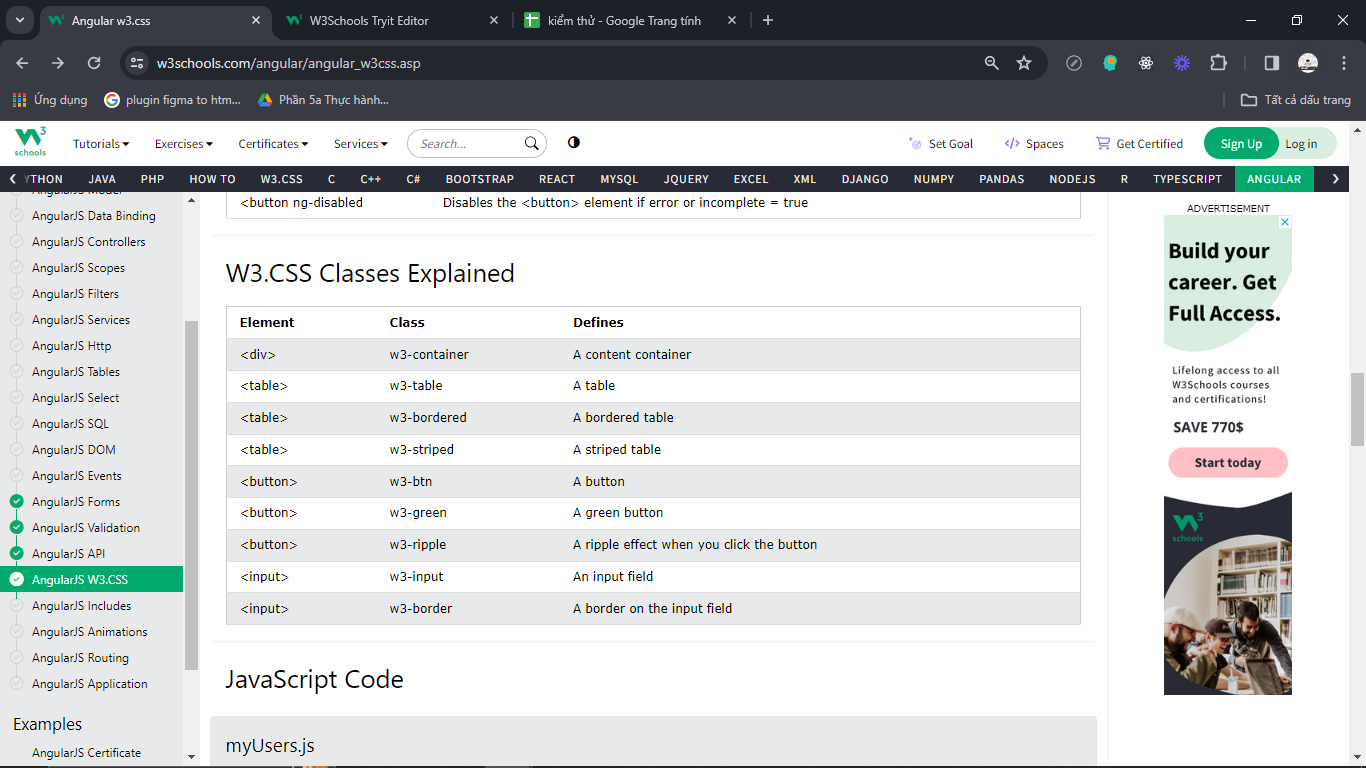 Angular w3.css
W3Schools Tryit Editor
kiểm thử - Google Trang tính
w3schools.com/angular/angular_w3css.asp
Ứng dụng
plugin figma to htm...
Phần 5a Thực hành...
Tất cả dấu trang
W3
schools
Tutorials
Exercises
Certificates
Services
Search...
Set Goal
Spaces
Get Certified
Sign Up
Log in
YTHON JAVA PHP HOW TO W3.CSS C C++ C# BOOTSTRAP REACT MYSQL JQUERY EXCEL XML DJANGO NUMPY PANDAS NODEJS R TYPESCRIPT ANGULAR
AngularJS Model
AngularJS Data Binding
AngularJS Controllers
AngularJS Scopes
AngularJS Filters
AngularJS Services
AngularJS Http
AngularJS Tables
AngularJS Select
AngularJS SQL
AngularJS DOM
AngularJS Events
AngularJS Forms
AngularJS Validation
AngularJS API
AngularJS W3.CSS
AngularJS Includes
AngularJS Animations
AngularJS Routing
AngularJS Application
Examples
AngularJS Certificate
<button ng-disabled Disables the <button> element if error or incomplete = true
W3.CSS Classes Explained
Element Class Defines
<div> w3-container A content container
<table> w3-table A table
<table> w3-bordered A bordered table
<table> w3-striped A striped table
<button> w3-btn A button
<button> w3-green A green button
<button> w3-ripple A ripple effect when you click the button
<input> w3-input An input field
<input> w3-border A border on the input field
JavaScript Code
myUsers.js
ADVERTISEMENT
Build your
career. Get
Full Access.
Lifelong access to all
W3Schools courses
and certifications!
SAVE 770$
Start today
W3
schools